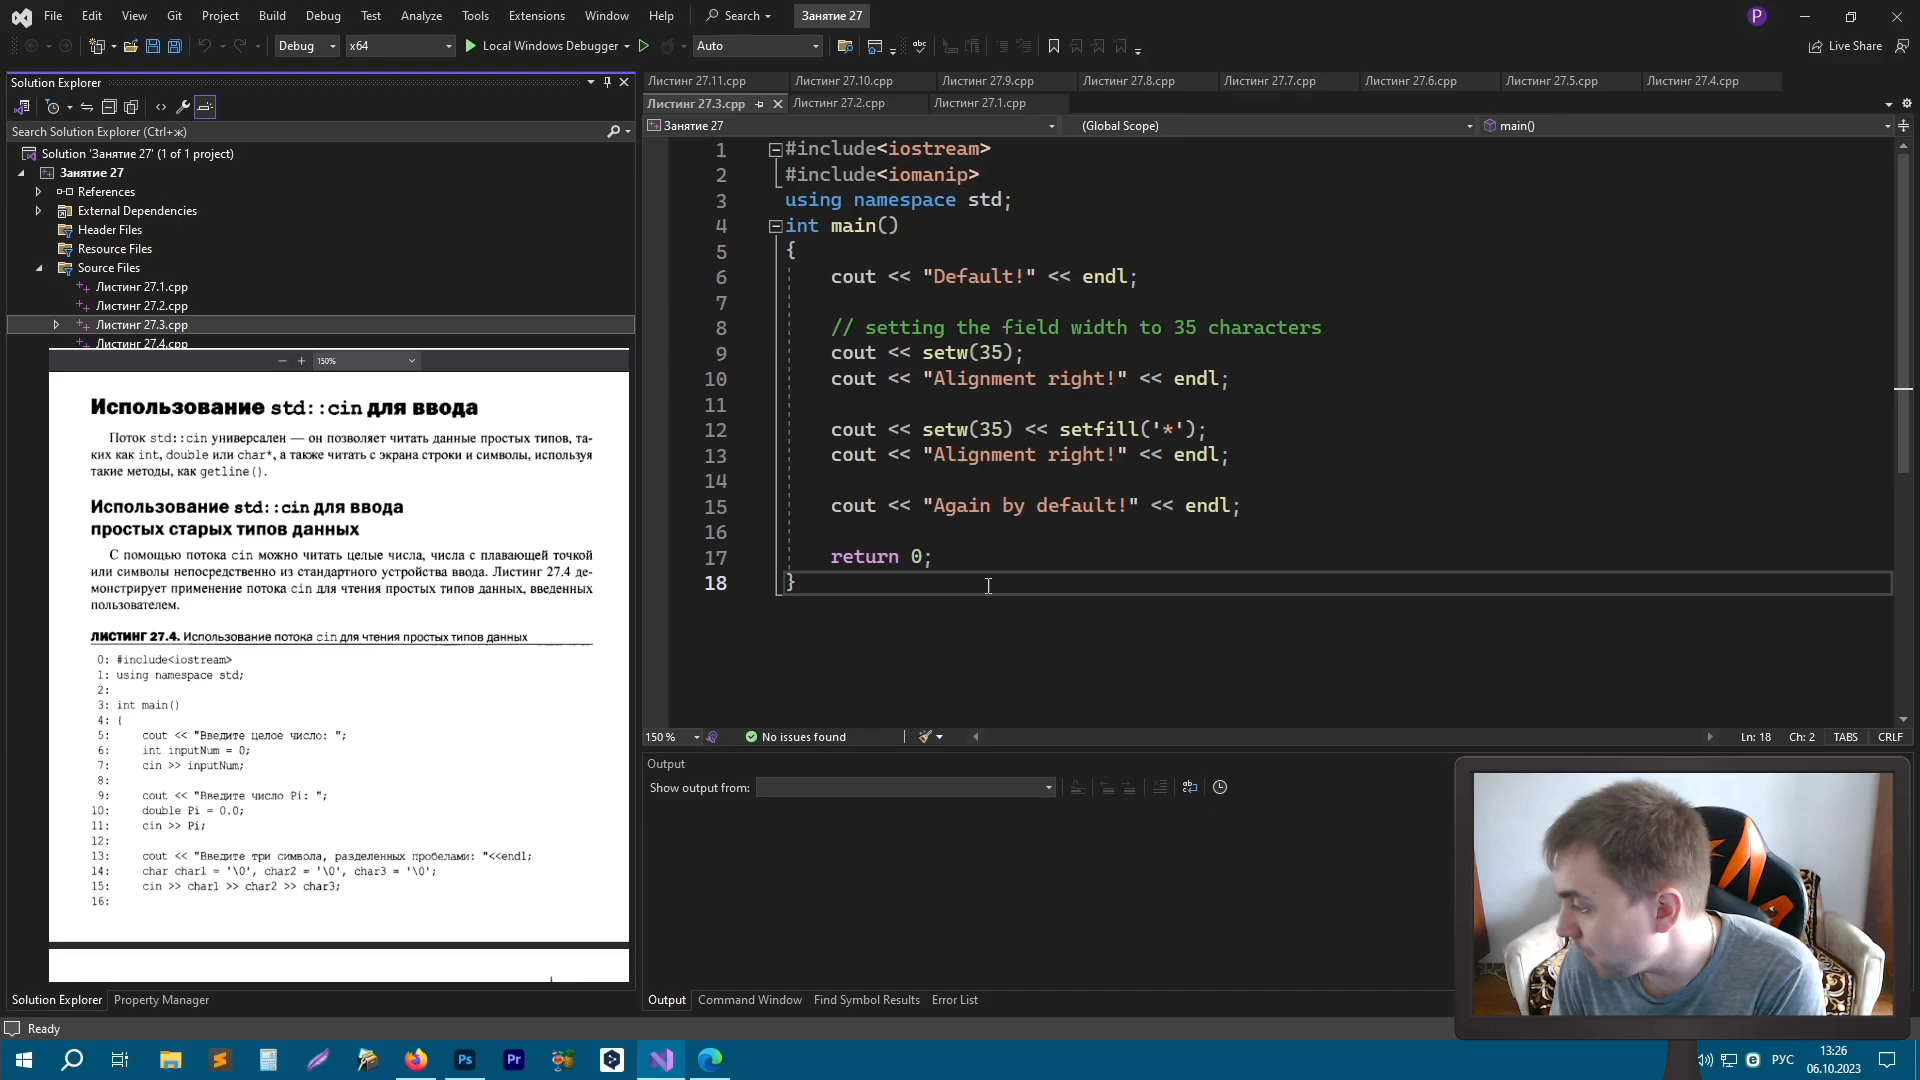 File Edit View Git Project Build Debug Test Analyze Tools Extensions Window Help Search Занятие 27 P
Debug x64 Local Windows Debugger Auto Live Share
Solution Explorer
Search Solution Explorer (Ctrl+ж)
Solution 'Занятие 27' (1 of 1 project)
Занятие 27
References
External Dependencies
Header Files
Resource Files
Source Files
Листинг 27.1.cpp
Листинг 27.2.cpp
Листинг 27.3.cpp
Листинг 27.4.cpp
150%
Использование std::cin для ввода
Поток std::cin универсален — он позволяет читать данные простых типов, та-
ких как int, double или char*, а также читать с экрана строки и символы, используя
такие методы, как getline().
Использование std::cin для ввода
простых старых типов данных
С помощью потока cin можно читать целые числа, числа с плавающей точкой
или символы непосредственно из стандартного устройства ввода. Листинг 27.4 де-
монстрирует применение потока cin для чтения простых типов данных, введенных
пользователем.
ЛИСТИНГ 27.4. Использование потока cin для чтения простых типов данных
0: #include<iostream>
1: using namespace std;
2:
3: int main()
4: {
5: cout << "Введите целое число: ";
6: int inputNum = 0;
7: cin >> inputNum;
8:
9: cout << "Введите число Pi: ";
10: double Pi = 0.0;
11: cin >> Pi;
12:
13: cout << "Введите три символа, разделенных пробелами: "<<endl;
14: char char1 = '\0', char2 = '\0', char3 = '\0';
15: cin >> char1 >> char2 >> char3;
16:
Solution Explorer Property Manager
Листинг 27.11.cpp Листинг 27.10.cpp Листинг 27.9.cpp Листинг 27.8.cpp Листинг 27.7.cpp Листинг 27.6.cpp Листинг 27.5.cpp Листинг 27.4.cpp
Листинг 27.3.cpp Листинг 27.2.cpp Листинг 27.1.cpp
Занятие 27 (Global Scope) main()
1 #include<iostream>
2 #include<iomanip>
3 using namespace std;
4 int main()
5 {
6 cout << "Default!" << endl;
7
8 // setting the field width to 35 characters
9 cout << setw(35);
10 cout << "Alignment right!" << endl;
11
12 cout << setw(35) << setfill('*');
13 cout << "Alignment right!" << endl;
14
15 cout << "Again by default!" << endl;
16
17 return 0;
18 }
150 % No issues found Ln: 18 Ch: 2 TABS CRLF
Output
Show output from:
Output Command Window Find Symbol Results Error List
Ready
Ps Pr РУС 13:26
06.10.2023